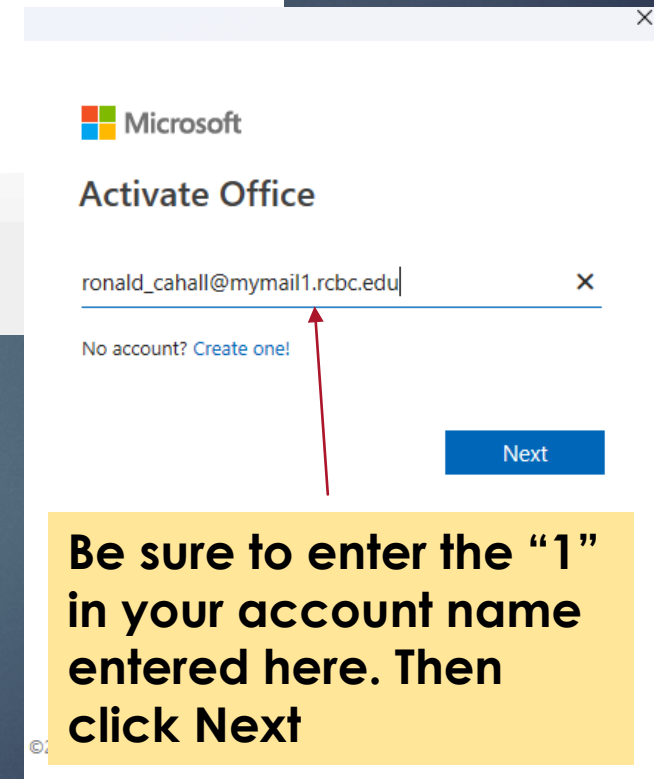 Microsoft
Activate Office
ronald_cahall@mymail1.rcbc.edu
No account? Create one!
Next
Be sure to enter the “1”
in your account name
entered here. Then
click Next